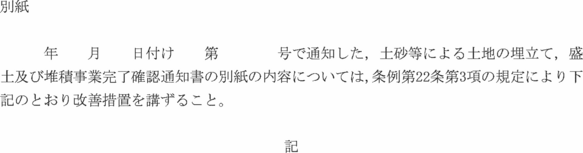 別紙
　　　年　　月　　日付け　　第　　　　号で通知した，土砂等による土地の埋立て，盛
土及び堆積事業完了確認通知書の別紙の内容については，条例第22条第3項の規定により下
記のとおり改善措置を講ずること。
記